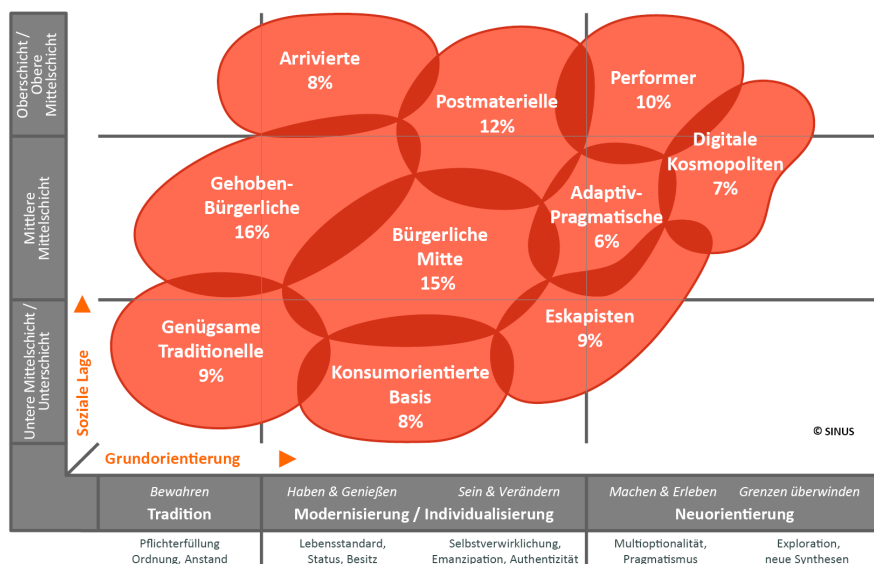 Oberschicht /
Obere
Mittelschicht
Mittlere
Mittelschicht
Untere Mittelschicht /
Unterschicht
Soziale Lage
Arrivierte
8%
Postmaterielle
12%
Performer
10%
Digitale
Kosmopoliten
7%
Gehoben-
Bürgerliche
16%
Bürgerliche
Mitte
15%
Adaptiv-
Pragmatische
6%
Genügsame
Traditionelle
9%
Konsumorientierte
Basis
8%
Eskapisten
9%
© SINUS
Grundorientierung
Bewahren
Tradition
Haben & Genießen
Sein & Verändern
Modernisierung / Individualisierung
Machen & Erleben
Grenzen überwinden
Neuorientierung
Pflichterfüllung
Ordnung, Anstand
Lebensstandard,
Status, Besitz
Selbstverwirklichung,
Emanzipation, Authentizität
Multioptionalität,
Pragmatismus
Exploration,
neue Synthesen